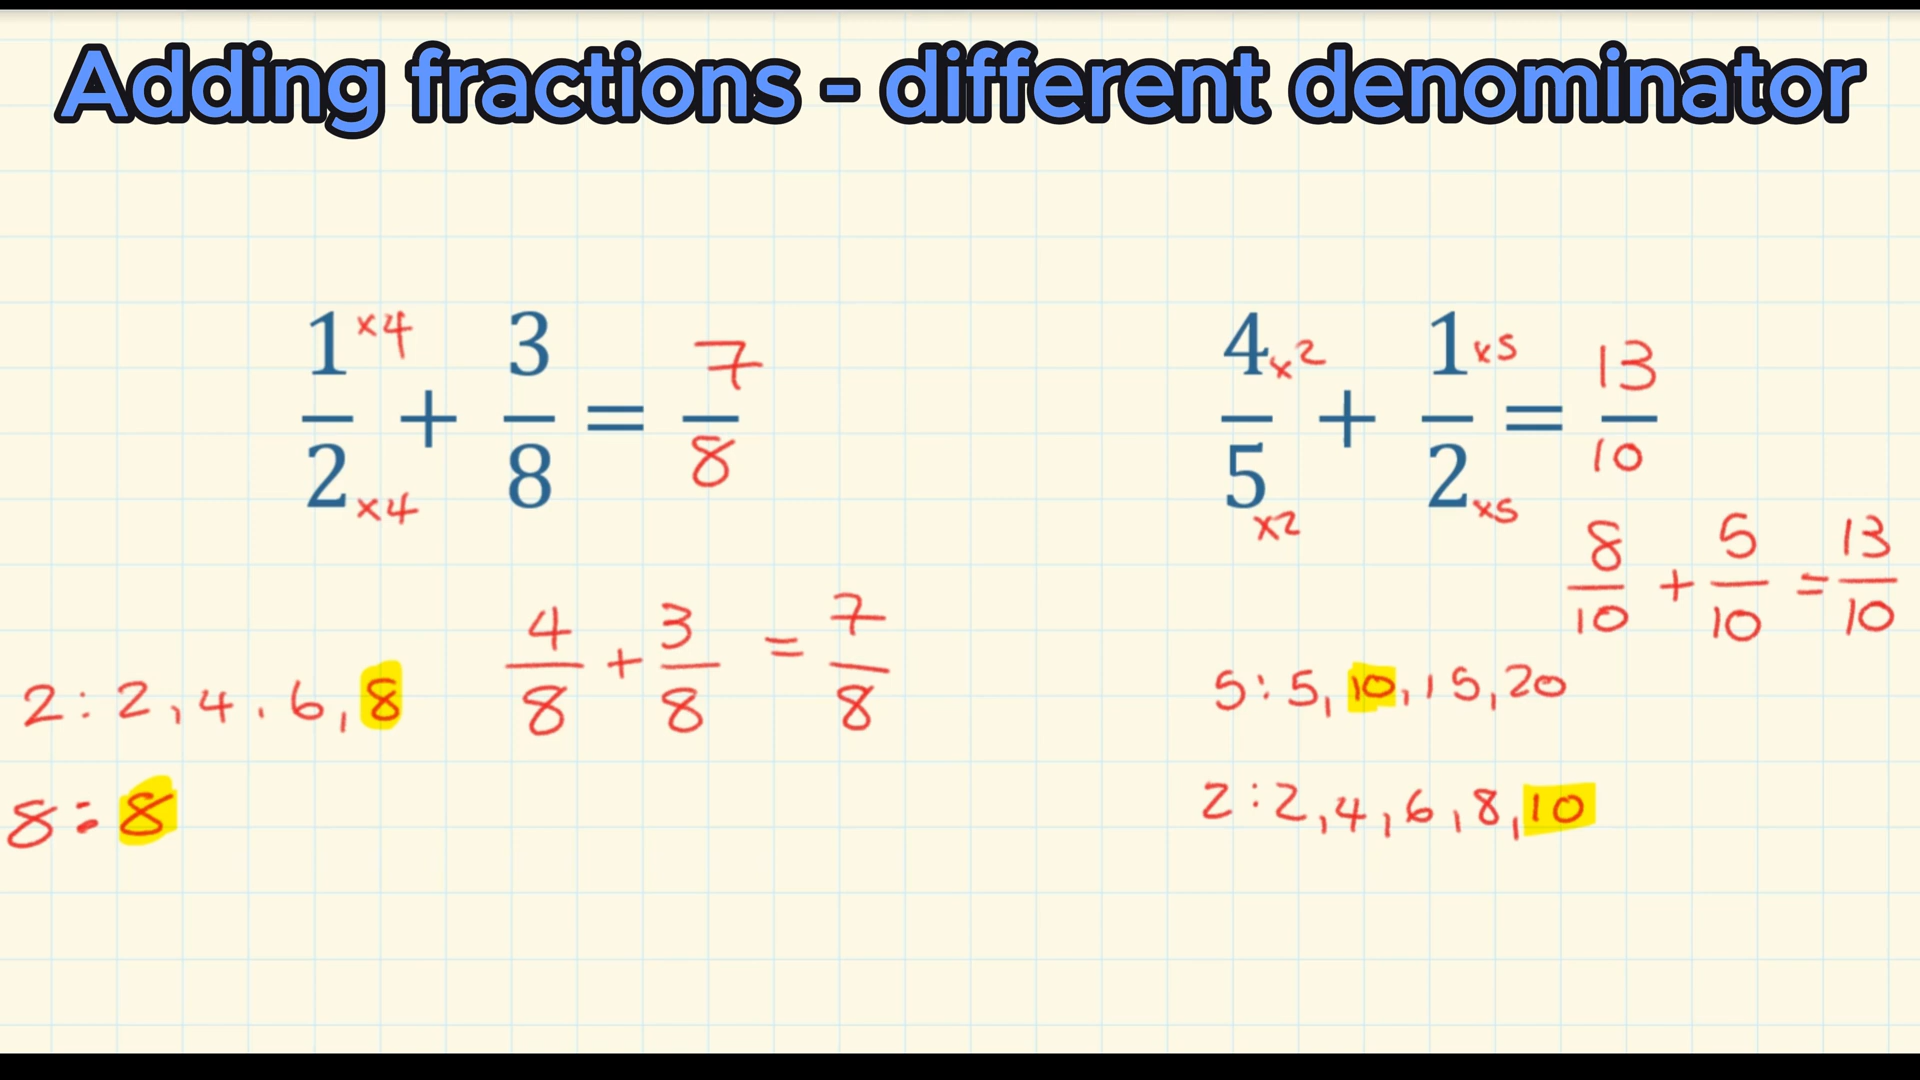 Adding fractions - different denominator
1/2 ×4/×4 + 3/8 = 7/8
4/8 + 3/8 = 7/8
2: 2, 4, 6, 8
8: 8
4/5 ×2/×2 + 1/2 ×5/×5 = 13/10
8/10 + 5/10 = 13/10
5: 5, 10, 15, 20
2: 2, 4, 6, 8, 10